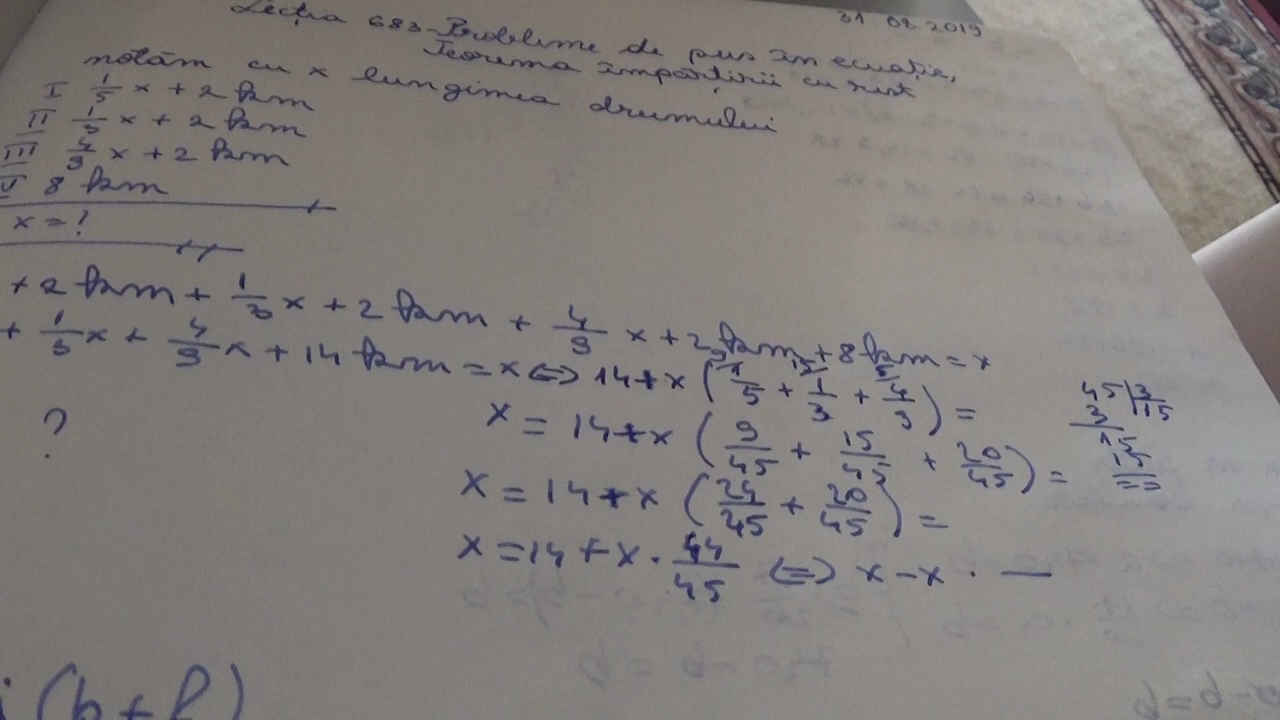 31.08.2019
Lecția 683-Probleme de pus în ecuație,
Teorema împărțirii cu rest
notăm cu x lungimea drumului
I 1/5 x + 2 km
II 1/3 x + 2 km
III 4/9 x + 2 km
8 km
x = ?
+ 2 km + 1/3 x + 2 km + 4/9 x + 2 km + 8 km = x
+ 1/3 x + 4/9 x + 14 km = x <=> 14 + x ( 1/5 + 1/3 + 4/9 ) =
x = 14 + x ( 9/45 + 15/45 + 20/45 ) =
x = 14 + x ( 24/45 + 20/45 ) =
x = 14 + x · 44/45 <=> x - x · —
45 | 3
3 | 15
15
15
==
?
(b+